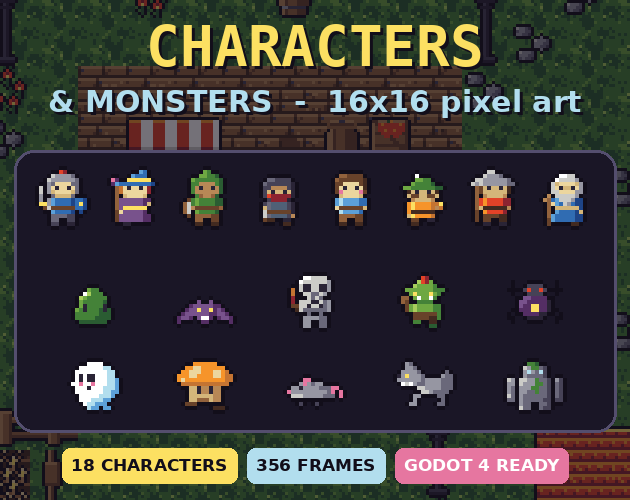 CHARACTERS
& MONSTERS - 16x16 pixel art
18 CHARACTERS
356 FRAMES
GODOT 4 READY